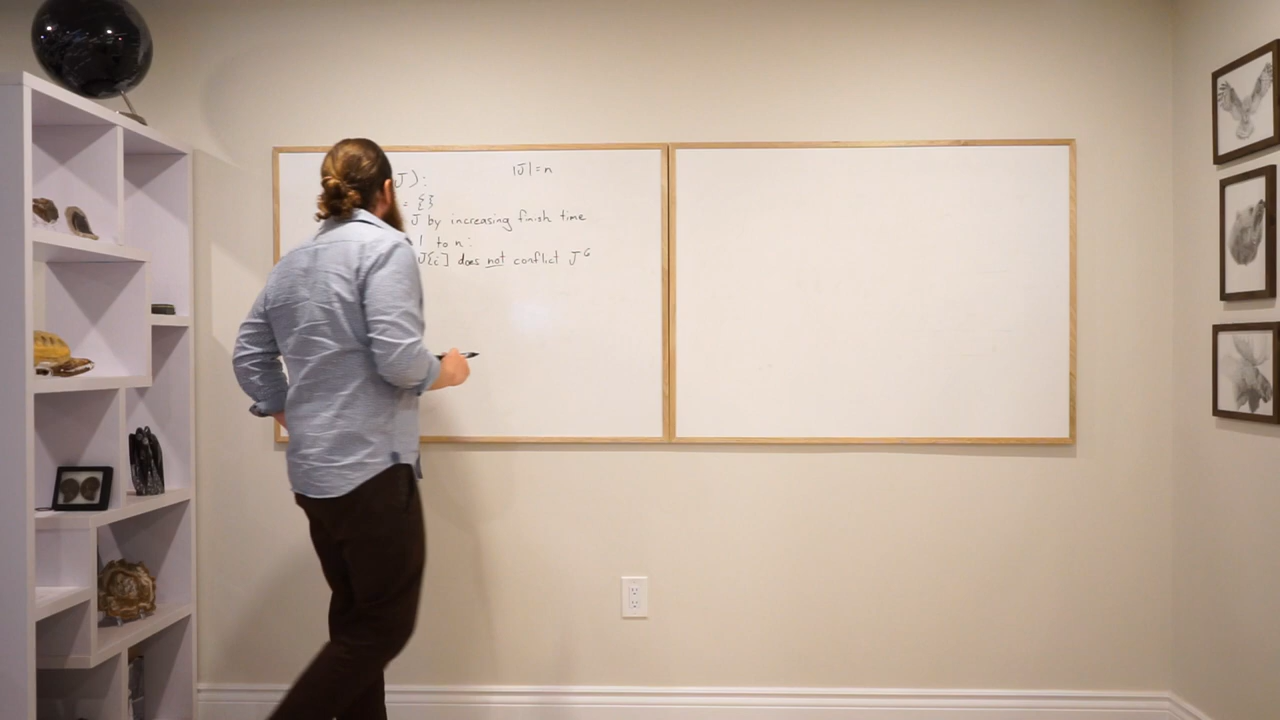 J): |J| = n
= {}
J by increasing finish time
1 to n:
J[i] does not conflict J^G